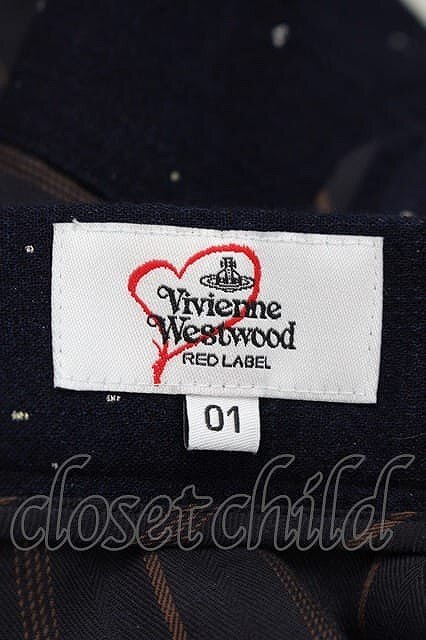 Vivienne
Westwood
RED LABEL
01
closet child